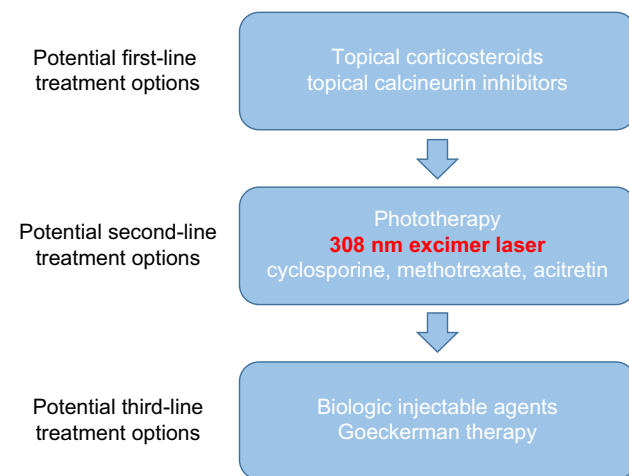 Potential first-line
treatment options
Topical corticosteroids
topical calcineurin inhibitors
Potential second-line
treatment options
Phototherapy
308 nm excimer laser
cyclosporine, methotrexate, acitretin
Potential third-line
treatment options
Biologic injectable agents
Goeckerman therapy